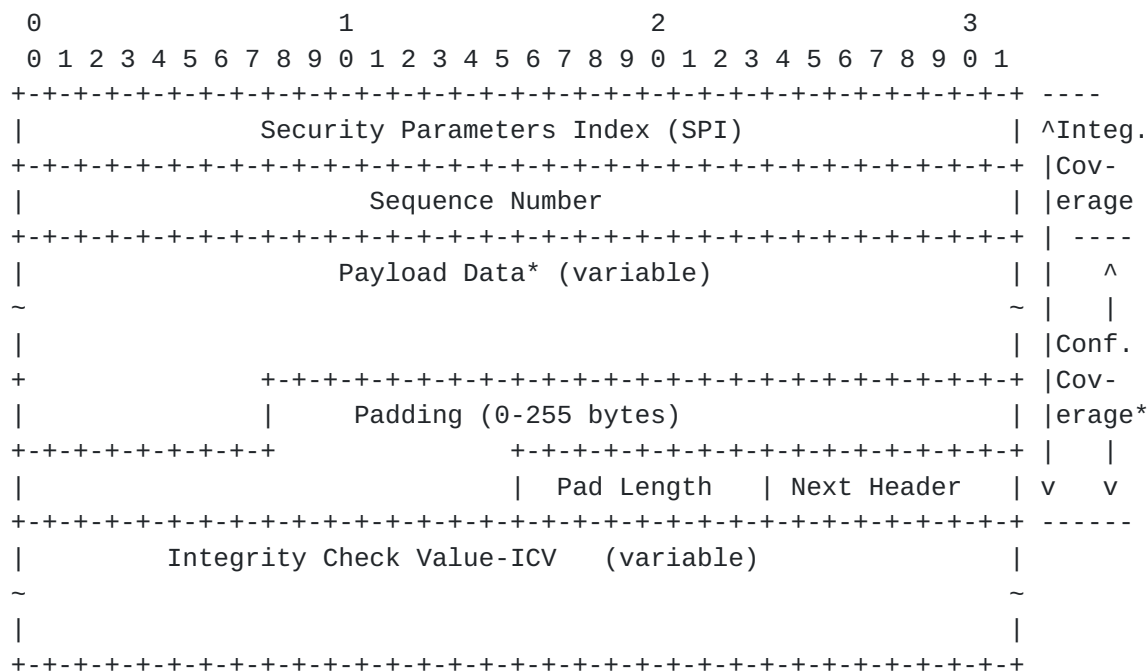 0                   1                   2                   3
 0 1 2 3 4 5 6 7 8 9 0 1 2 3 4 5 6 7 8 9 0 1 2 3 4 5 6 7 8 9 0 1
+-+-+-+-+-+-+-+-+-+-+-+-+-+-+-+-+-+-+-+-+-+-+-+-+-+-+-+-+-+-+-+-+ ----
|               Security Parameters Index (SPI)                 | ^Integ.
+-+-+-+-+-+-+-+-+-+-+-+-+-+-+-+-+-+-+-+-+-+-+-+-+-+-+-+-+-+-+-+-+ |Cov-
|                      Sequence Number                          | |erage
+-+-+-+-+-+-+-+-+-+-+-+-+-+-+-+-+-+-+-+-+-+-+-+-+-+-+-+-+-+-+-+-+ | ----
|                    Payload Data* (variable)                   | |   ^
~                                                               ~ |   |
|                                                               | |Conf.
+               +-+-+-+-+-+-+-+-+-+-+-+-+-+-+-+-+-+-+-+-+-+-+-+-+ |Cov-
|               |     Padding (0-255 bytes)                     | |erage*
+-+-+-+-+-+-+-+-+               +-+-+-+-+-+-+-+-+-+-+-+-+-+-+-+-+ |   |
|                               |  Pad Length   | Next Header   | v   v
+-+-+-+-+-+-+-+-+-+-+-+-+-+-+-+-+-+-+-+-+-+-+-+-+-+-+-+-+-+-+-+-+ ------
|         Integrity Check Value-ICV   (variable)                |
~                                                               ~
|                                                               |
+-+-+-+-+-+-+-+-+-+-+-+-+-+-+-+-+-+-+-+-+-+-+-+-+-+-+-+-+-+-+-+-+